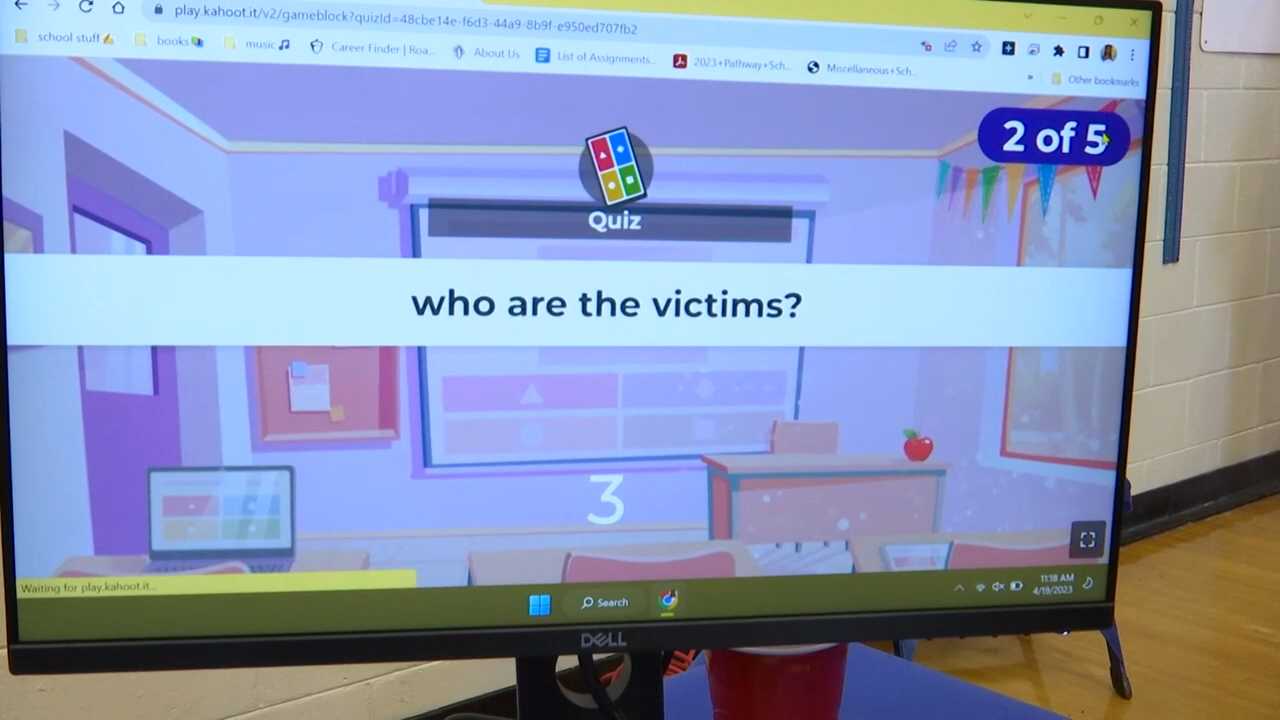 play.kahoot.it/v2/gameblock?quizId=48cbe14e-f6d3-44a9-8b9f-e950ed707fb2
school stuff
books
music
Career Finder | Roa...
About Us
List of Assignments...
2023+Pathway+Sch...
Miscellaneous+Sch...
»
Other bookmarks
2 of 5
Quiz
who are the victims?
3
Waiting for play.kahoot.it...
Search
11:18 AM
4/19/2023
DELL